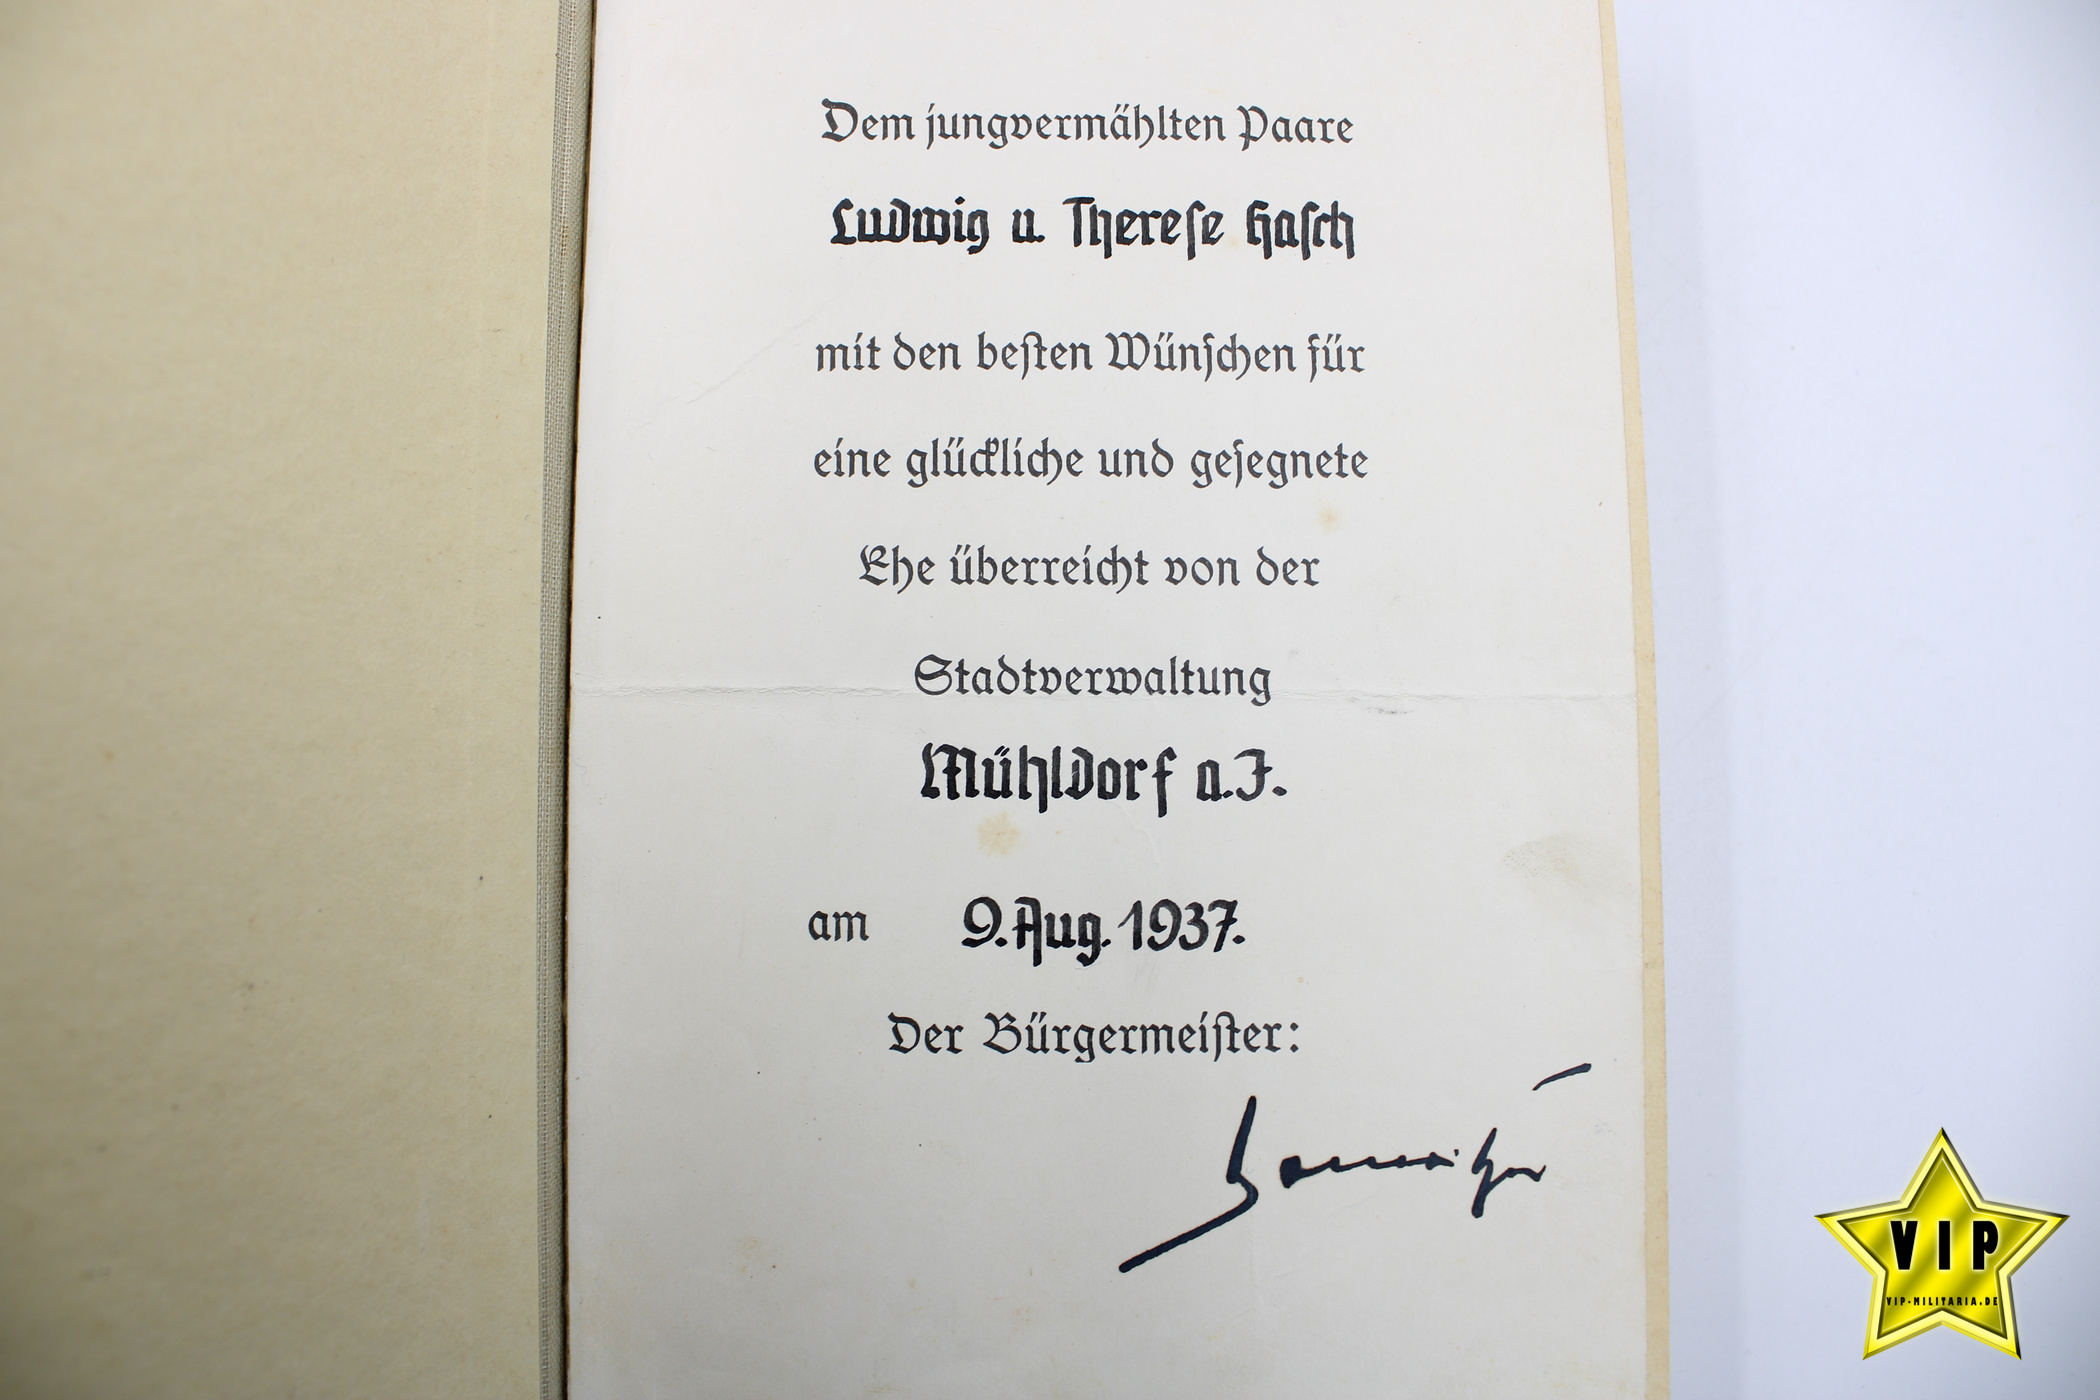 Dem jungvermählten Paare
Ludwig u. Therese Hasch
mit den besten Wünschen für
eine glückliche und gesegnete
Ehe überreicht von der
Stadtverwaltung
Mühldorf a.I.
am 9. Aug. 1937.
Der Bürgermeister:
VIP
VIP-MILITARIA.DE